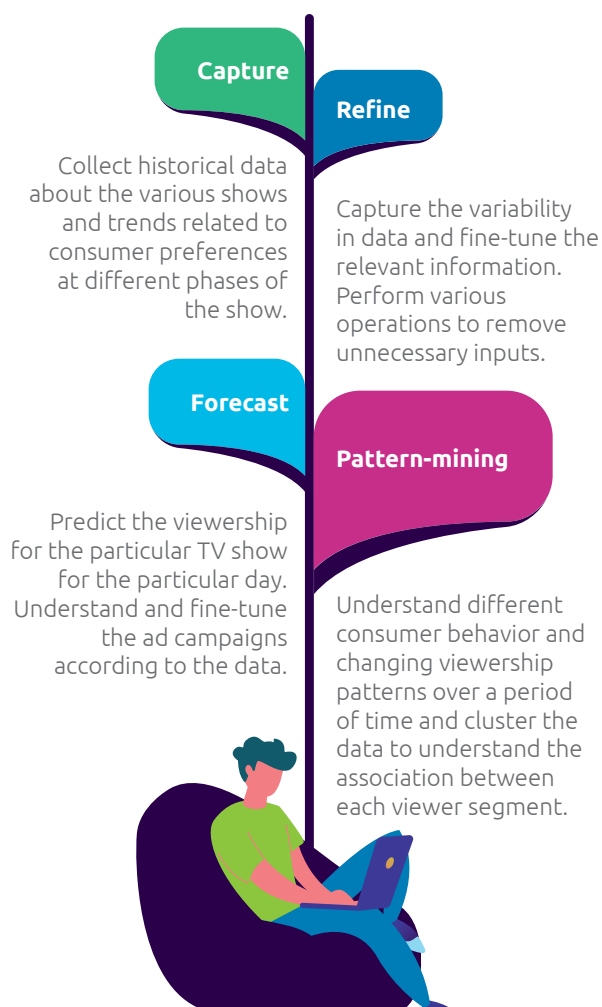 Capture
Collect historical data
about the various shows
and trends related to
consumer preferences
at different phases of
the show.
Refine
Capture the variability
in data and fine-tune the
relevant information.
Perform various
operations to remove
unnecessary inputs.
Forecast
Predict the viewership
for the particular TV show
for the particular day.
Understand and fine-tune
the ad campaigns
according to the data.
Pattern-mining
Understand different
consumer behavior and
changing viewership
patterns over a period
of time and cluster the
data to understand the
association between
each viewer segment.